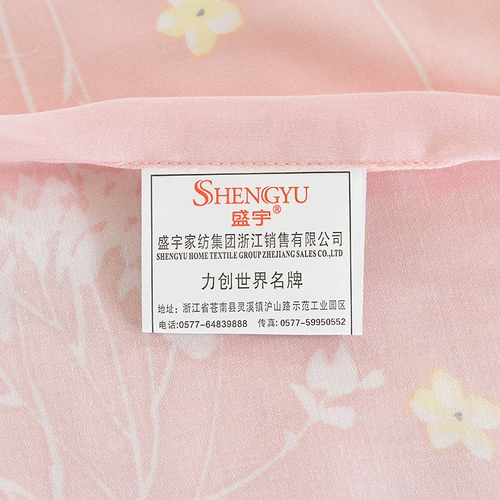 SHENGYU
盛宇®
盛宇家纺集团浙江销售有限公司
SHENGYU HOME TEXTILE GROUP ZHEJIANG SALES CO.,LTD
力创世界名牌
地址：浙江省苍南县灵溪镇沪山路示范工业园区
电话:0577-64839888 传真: 0577-59950552